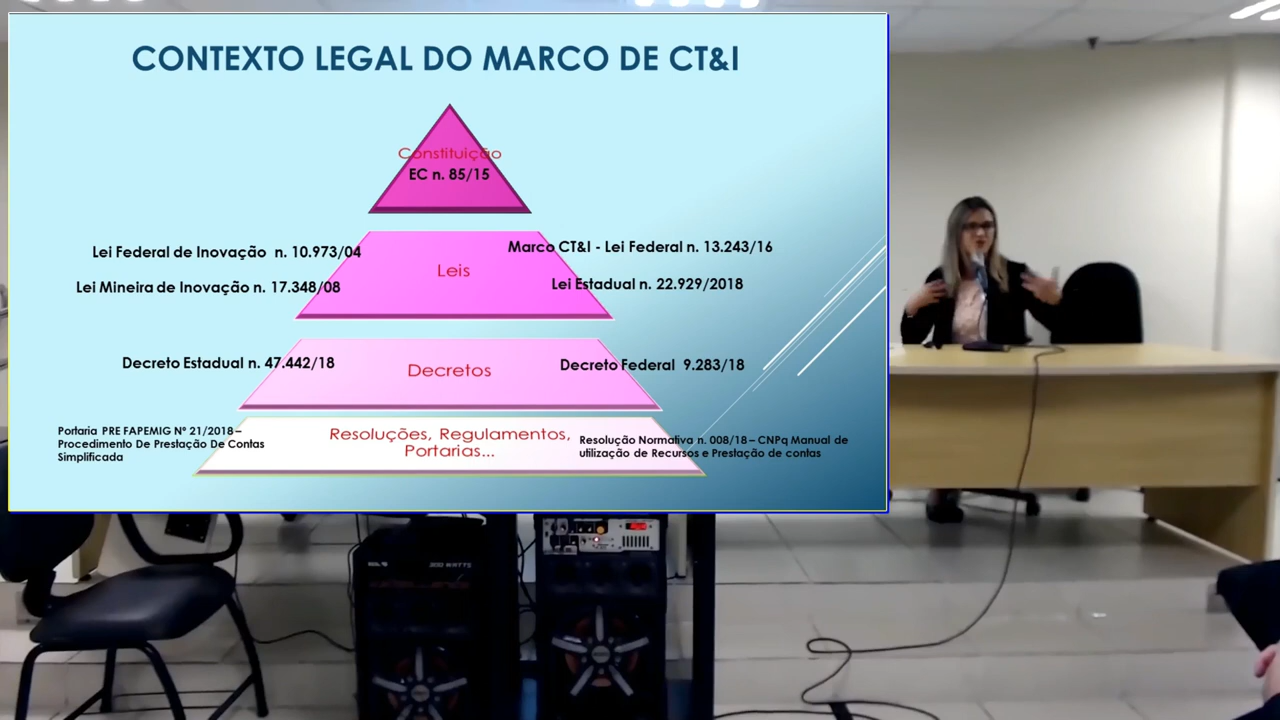 CONTEXTO LEGAL DO MARCO DE CT&I
Constituição
EC n. 85/15
Lei Federal de Inovação n. 10.973/04
Marco CT&I - Lei Federal n. 13.243/16
Leis
Lei Mineira de Inovação n. 17.348/08
Lei Estadual n. 22.929/2018
Decreto Estadual n. 47.442/18
Decretos
Decreto Federal 9.283/18
Portaria PRE FAPEMIG Nº 21/2018 –
Procedimento De Prestação De Contas
Simplificada
Resoluções, Regulamentos,
Portarias...
Resolução Normativa n. 008/18 – CNPq Manual de
utilização de Recursos e Prestação de contas